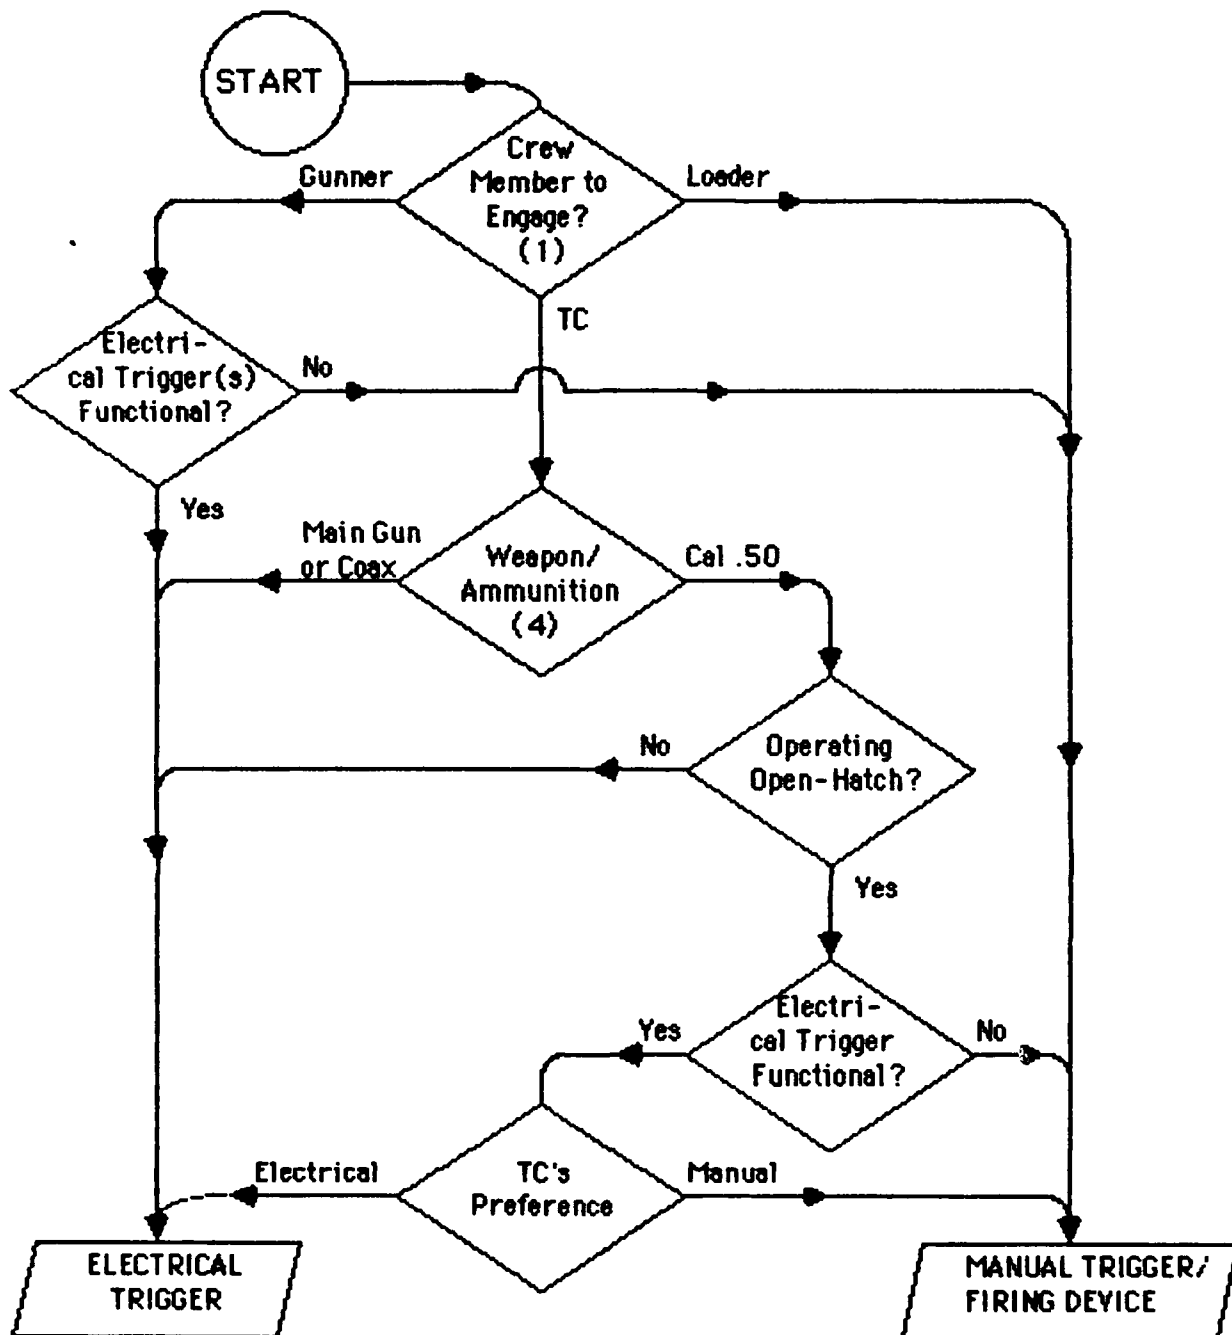 START
Crew
Member to
Engage?
(1)
Gunner
Loader
TC
Electri-
cal Trigger(s)
Functional?
No
Yes
Main Gun
or Coax
Weapon/
Ammunition
(4)
Cal .50
No
Operating
Open-Hatch?
Yes
Electri-
cal Trigger
Functional?
Yes
No
Electrical
TC's
Preference
Manual
ELECTRICAL
TRIGGER
MANUAL TRIGGER/
FIRING DEVICE